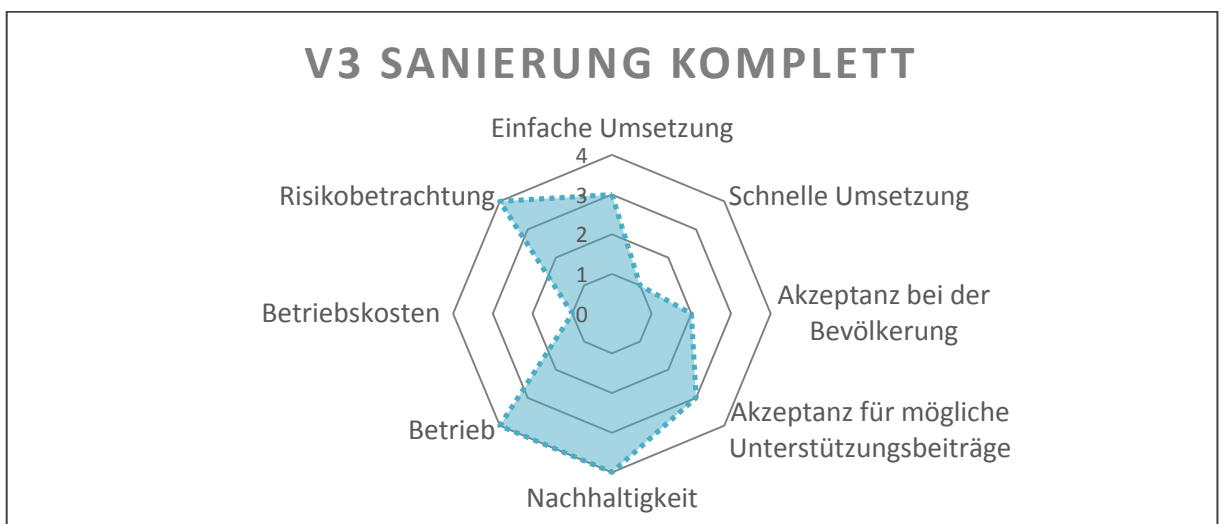 V3 SANIERUNG KOMPLETT
Einfache Umsetzung
4
Risikobetrachtung
3
Schnelle Umsetzung
2
1
Betriebskosten
0
Akzeptanz bei der
Bevölkerung
Betrieb
Akzeptanz für mögliche
Unterstützungsbeiträge
Nachhaltigkeit